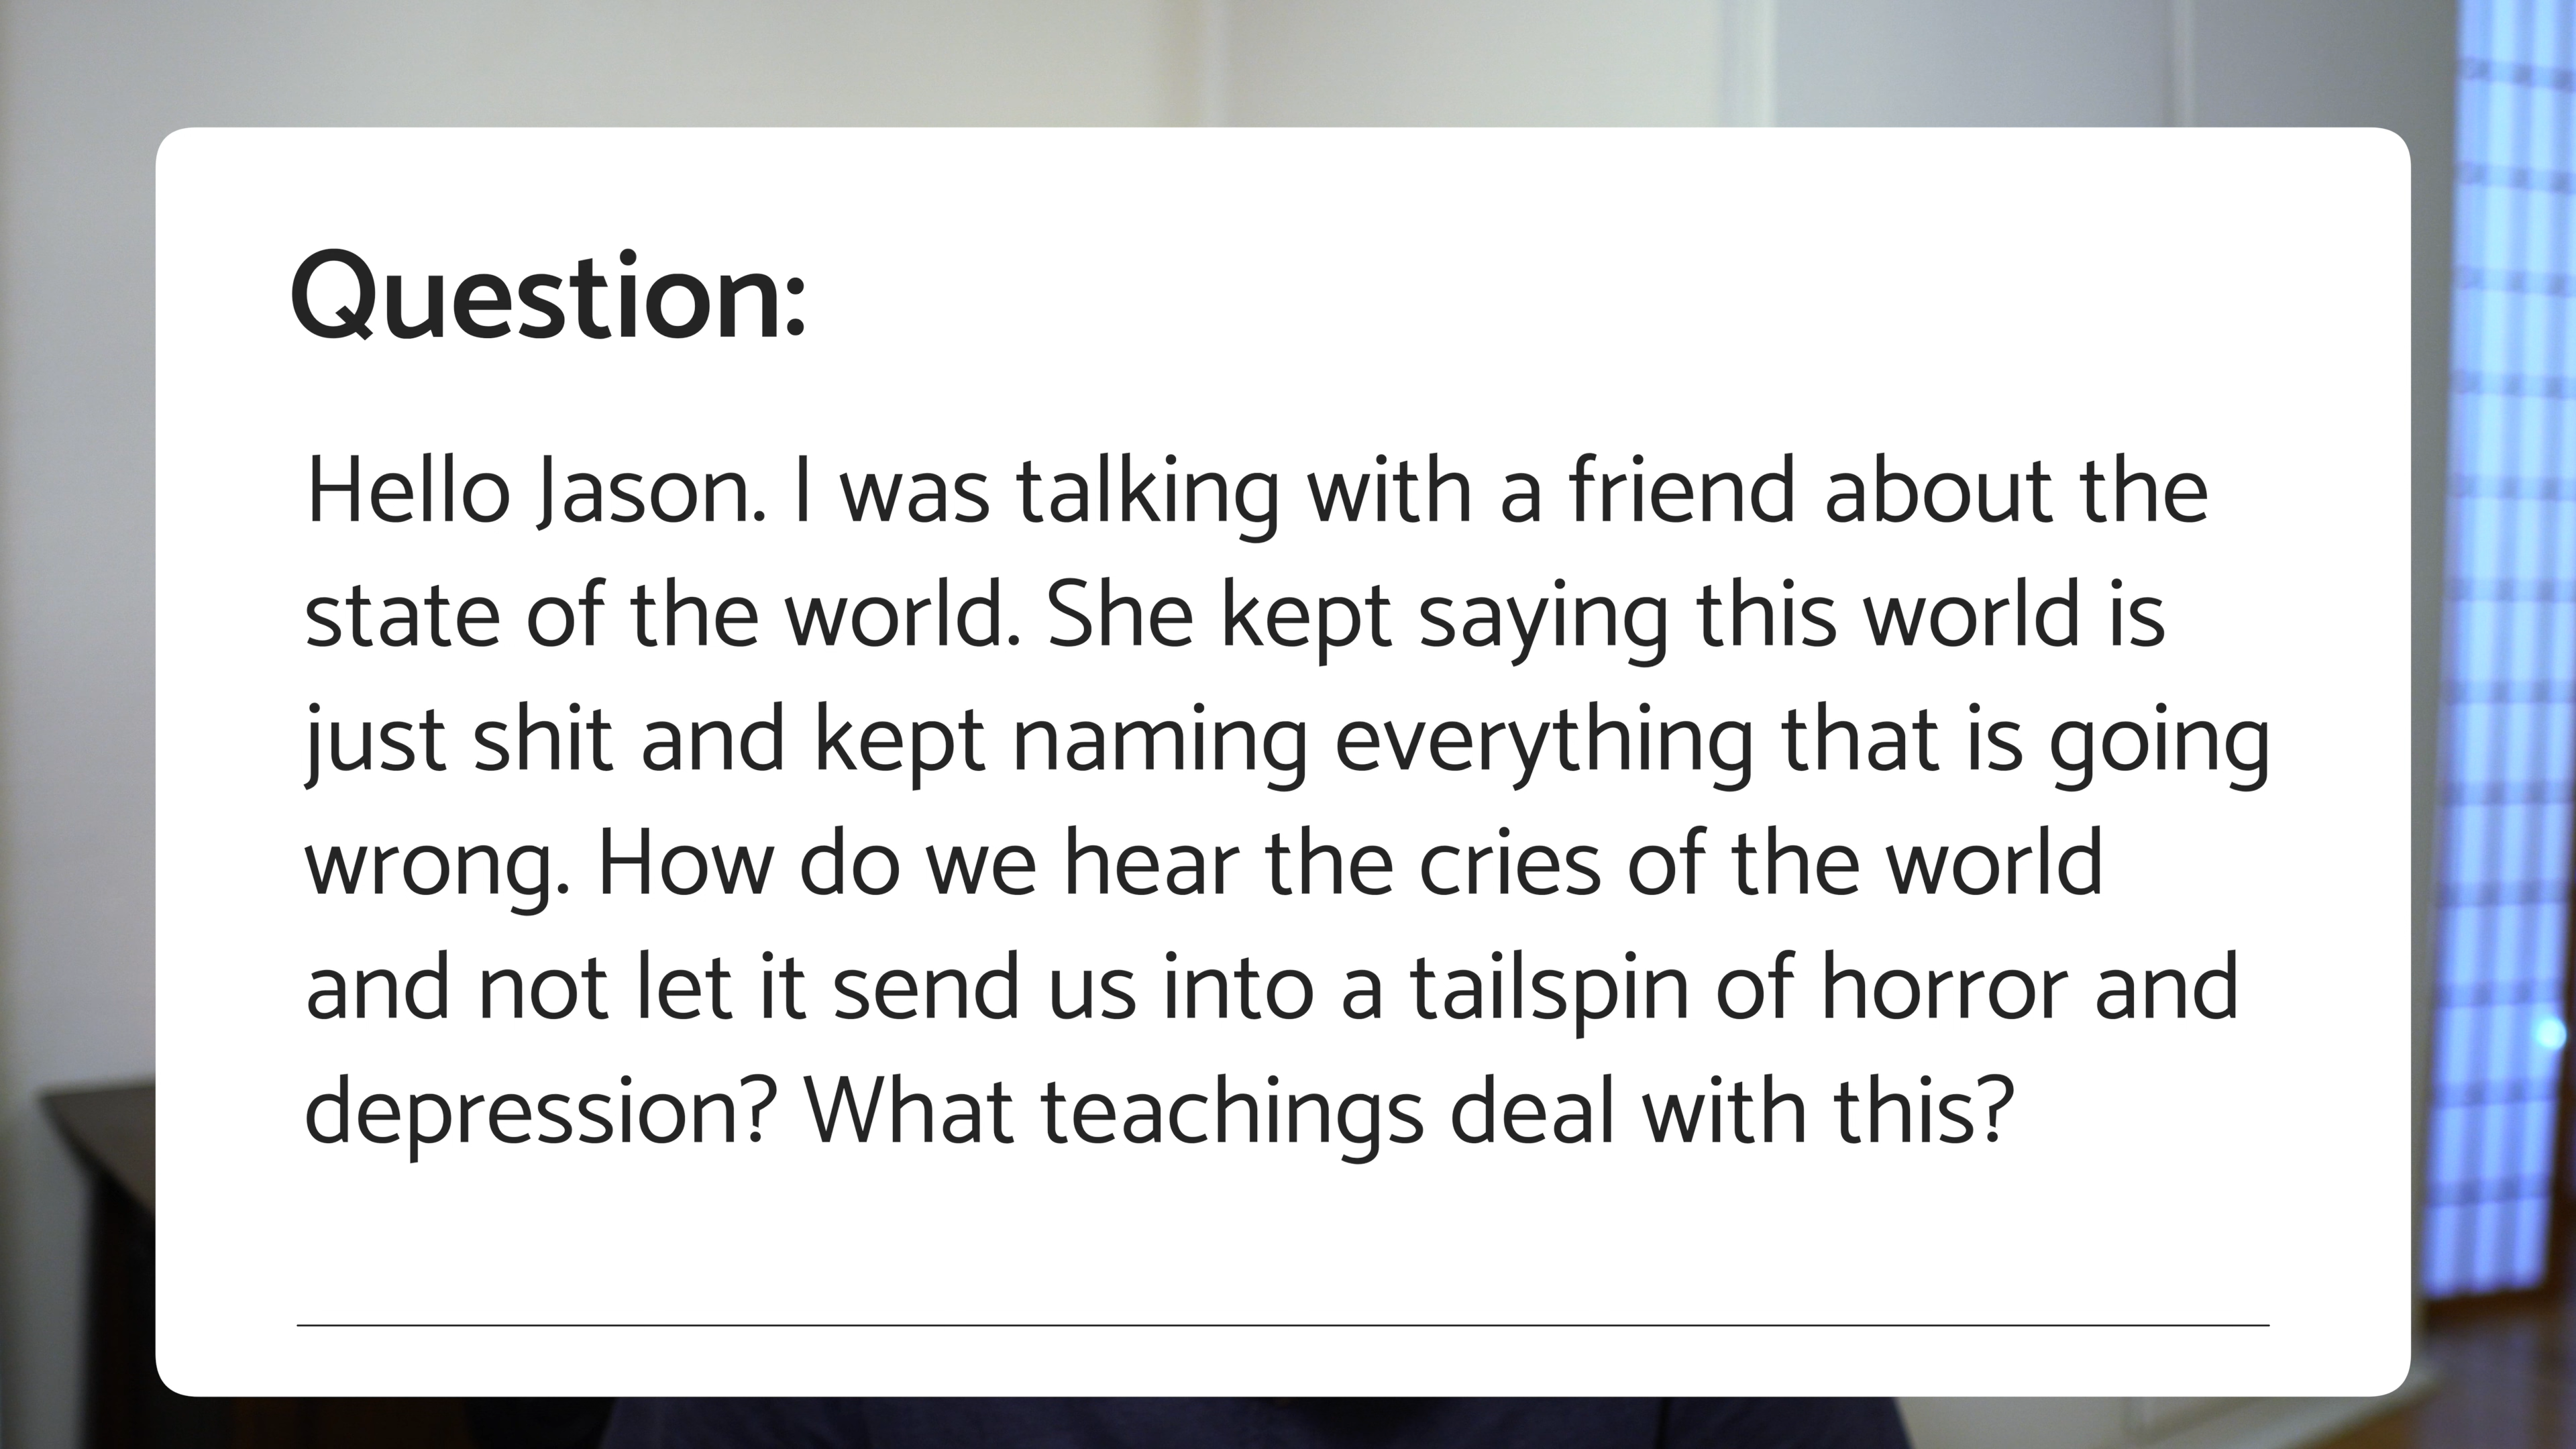 Question:
Hello Jason. I was talking with a friend about the
state of the world. She kept saying this world is
just shit and kept naming everything that is going
wrong. How do we hear the cries of the world
and not let it send us into a tailspin of horror and
depression? What teachings deal with this?